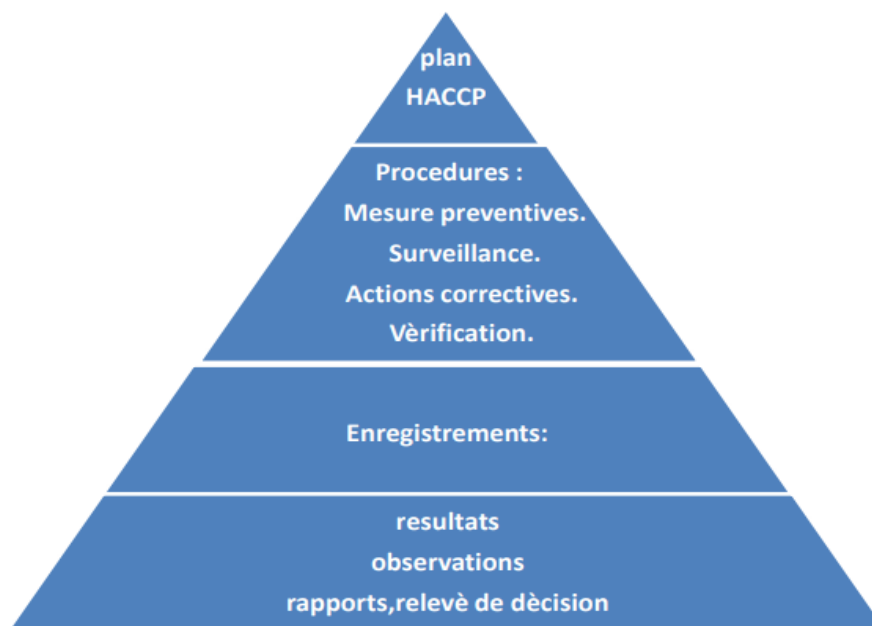 plan
HACCP
Procedures :
Mesure preventives.
Surveillance.
Actions correctives.
Vèrification.
Enregistrements:
resultats
observations
rapports,relevè de dècision